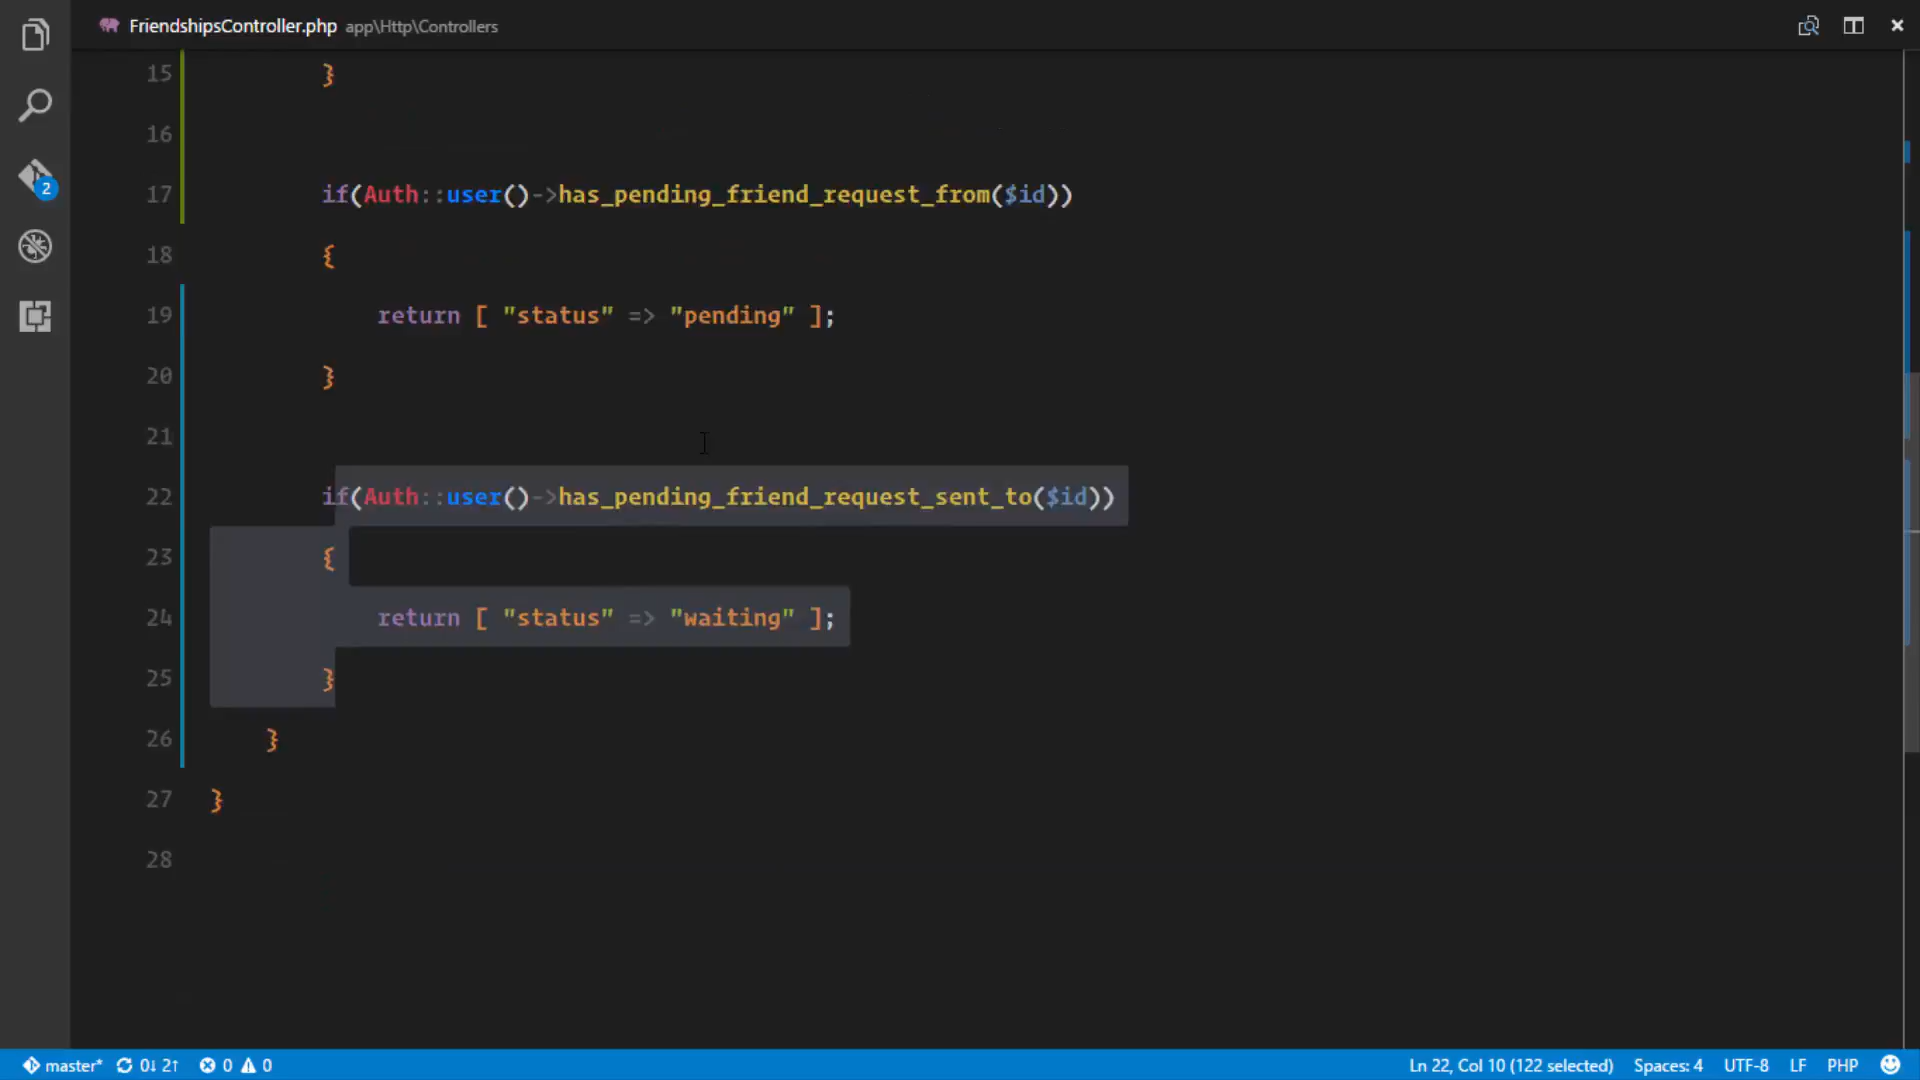 FriendshipsController.php app\Http\Controllers
15 }
16
17 if(Auth::user()->has_pending_friend_request_from($id))
18 {
19 return [ "status" => "pending" ];
20 }
21
22 if(Auth::user()->has_pending_friend_request_sent_to($id))
23 {
24 return [ "status" => "waiting" ];
25 }
26 }
27 }
28
2
master* 0↓ 2↑ 0 0 Ln 22, Col 10 (122 selected) Spaces: 4 UTF-8 LF PHP